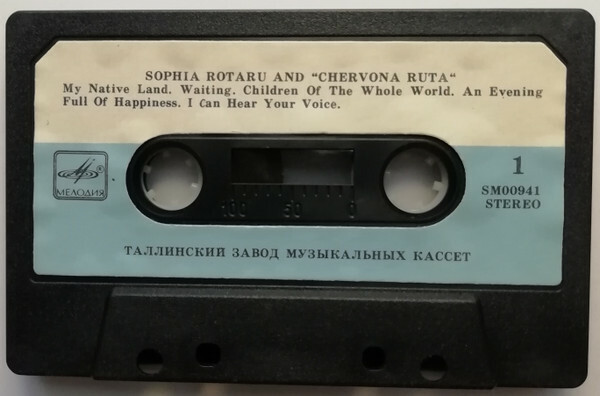 SOPHIA ROTARU AND "CHERVONA RUTA"
My Native Land. Waiting. Children Of The Whole World. An Evening
Full Of Happiness. I Can Hear Your Voice.
МЕЛОДИЯ
1
SM00941
STEREO
100 50 0
ТАЛЛИНСКИЙ ЗАВОД МУЗЫКАЛЬНЫХ КАССЕТ